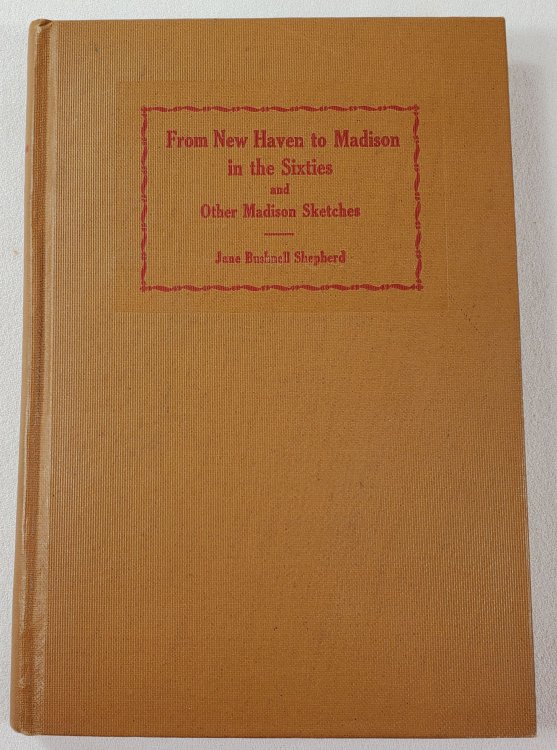 From New Haven to Madison
in the Sixties
and
Other Madison Sketches
Jane Bushnell Shepherd